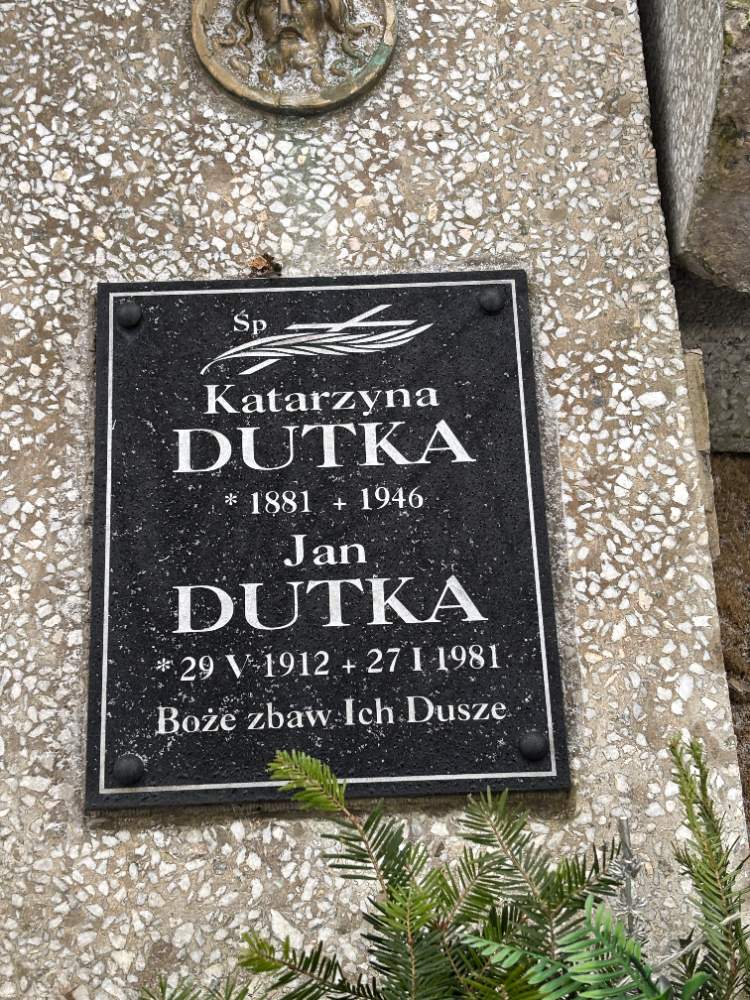 Śp
Katarzyna
DUTKA
* 1881 + 1946
Jan
DUTKA
* 29 V 1912 + 27 I 1981
Boże zbaw Ich Dusze